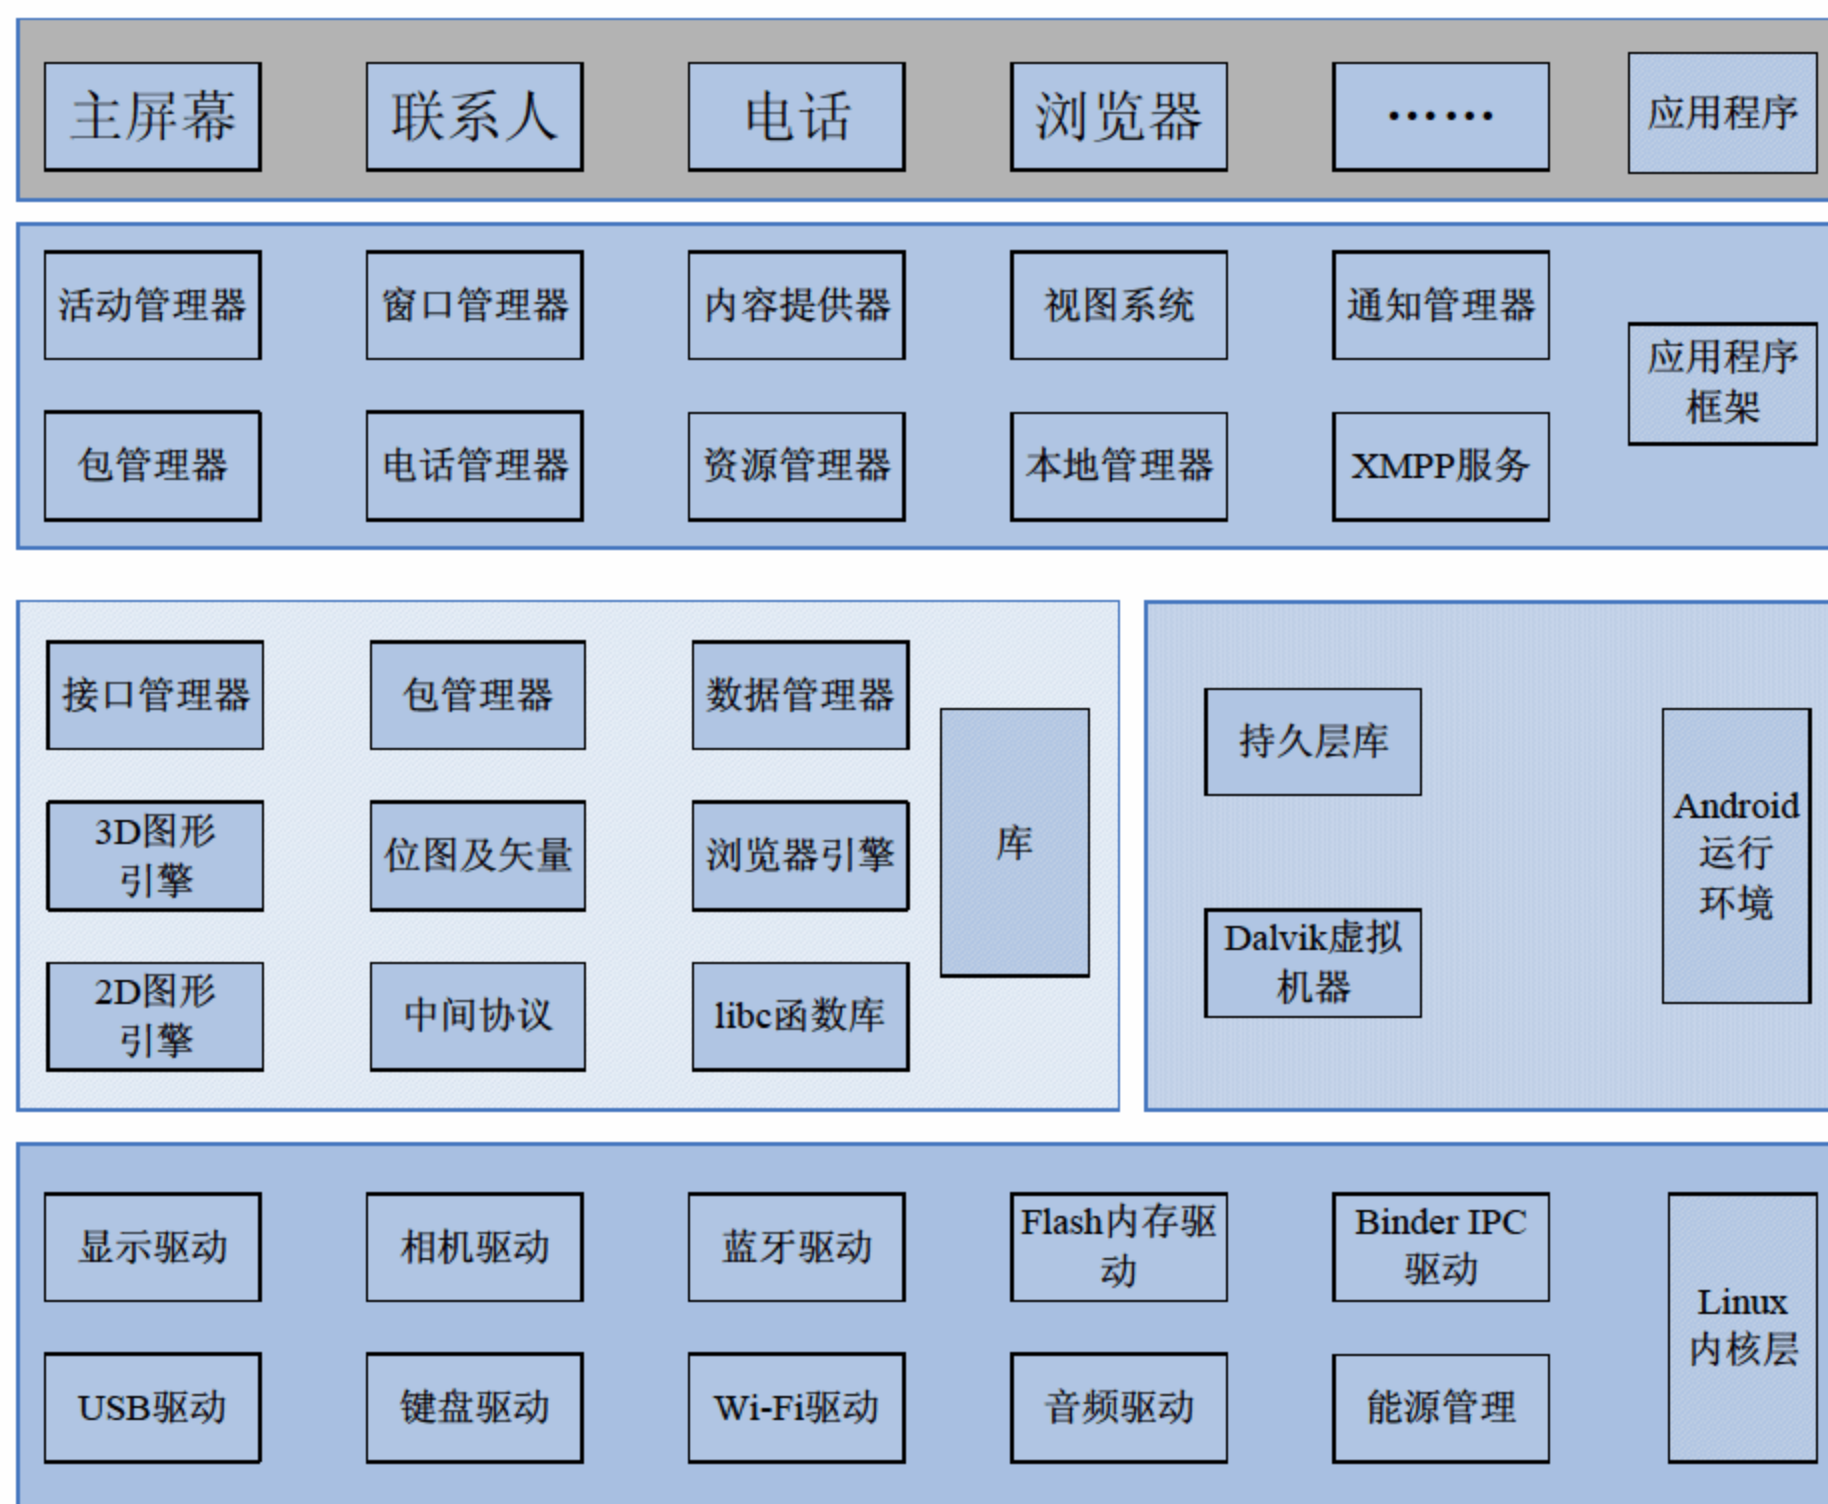 主屏幕
联系人
电话
浏览器
……
应用程序
活动管理器
窗口管理器
内容提供器
视图系统
通知管理器
应用程序
框架
包管理器
电话管理器
资源管理器
本地管理器
XMPP服务
接口管理器
包管理器
数据管理器
3D图形
引擎
位图及矢量
浏览器引擎
2D图形
引擎
中间协议
libc函数库
库
持久层库
Dalvik虚拟
机器
Android
运行
环境
显示驱动
相机驱动
蓝牙驱动
Flash内存驱
动
Binder IPC
驱动
USB驱动
键盘驱动
Wi-Fi驱动
音频驱动
能源管理
Linux
内核层